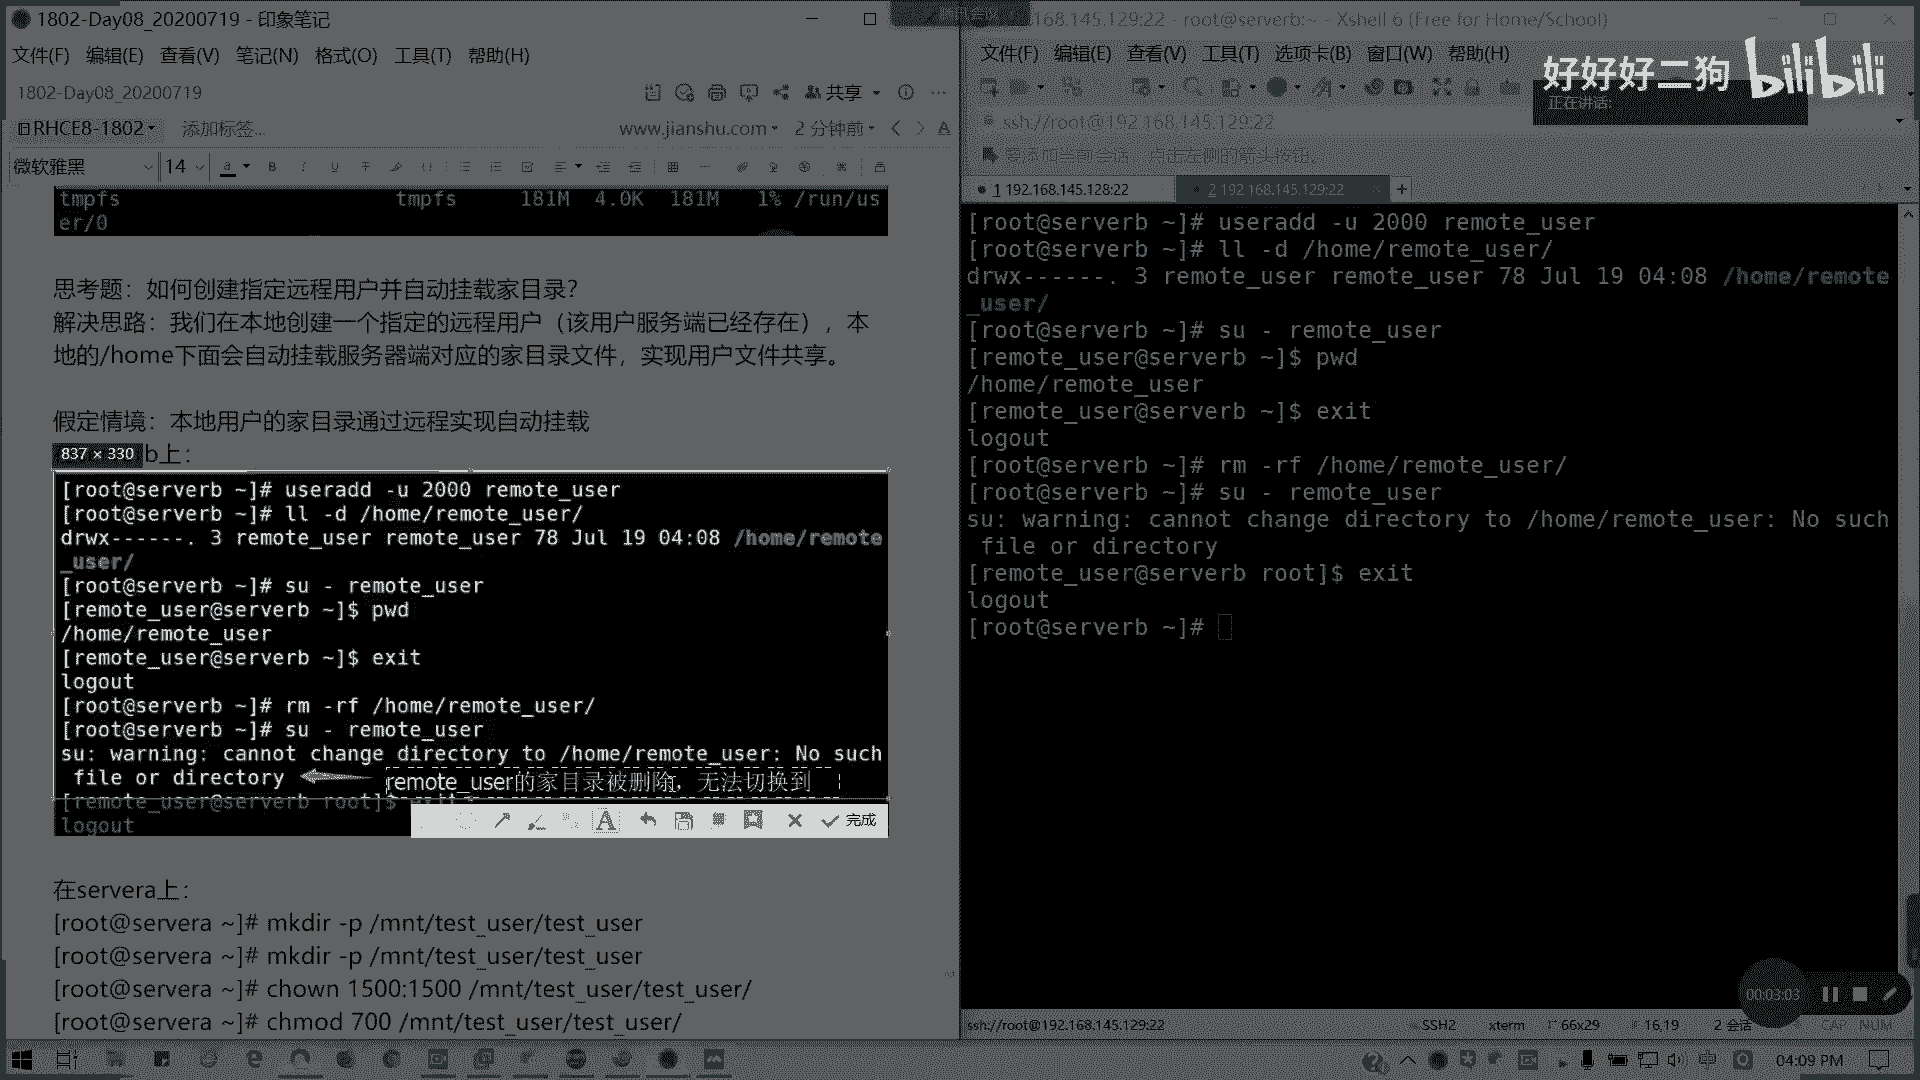 1802-Day08_20200719 - 印象笔记
文件(F) 编辑(E) 查看(V) 笔记(N) 格式(O) 工具(T) 帮助(H)
1802-Day08_20200719
共享
RHCE8-1802
添加标签...
www.jianshu.com
2 分钟前
微软雅黑 14
tmpfs tmpfs 181M 4.0K 181M 1% /run/us
er/0
思考题：如何创建指定远程用户并自动挂载家目录？
解决思路：我们在本地创建一个指定的远程用户（该用户服务端已经存在），本
地的/home下面会自动挂载服务器端对应的家目录文件，实现用户文件共享。
假定情境：本地用户的家目录通过远程实现自动挂载
837 × 330
b上：
[root@serverb ~]# useradd -u 2000 remote_user
[root@serverb ~]# ll -d /home/remote_user/
drwx------. 3 remote_user remote_user 78 Jul 19 04:08 /home/remote
_user/
[root@serverb ~]# su - remote_user
[remote_user@serverb ~]$ pwd
/home/remote_user
[remote_user@serverb ~]$ exit
logout
[root@serverb ~]# rm -rf /home/remote_user/
[root@serverb ~]# su - remote_user
su: warning: cannot change directory to /home/remote_user: No such
file or directory
remote_user的家目录被删除，无法切换到
[remote_user@serverb root]$ exit
logout
完成
在servera上：
[root@servera ~]# mkdir -p /mnt/test_user/test_user
[root@servera ~]# mkdir -p /mnt/test_user/test_user
[root@servera ~]# chown 1500:1500 /mnt/test_user/test_user/
[root@servera ~]# chmod 700 /mnt/test_user/test_user/
168.145.129:22 - root@serverb:~ - Xshell 6 (Free for Home/School)
文件(F) 编辑(E) 查看(V) 工具(T) 选项卡(B) 窗口(W) 帮助(H)
好好好二狗 bilibili
正在讲话:
ssh://root@192.168.145.129:22
要添加当前会话，点击左侧的箭头按钮。
1 192.168.145.128:22
2 192.168.145.129:22
[root@serverb ~]# useradd -u 2000 remote_user
[root@serverb ~]# ll -d /home/remote_user/
drwx------. 3 remote_user remote_user 78 Jul 19 04:08 /home/remote
_user/
[root@serverb ~]# su - remote_user
[remote_user@serverb ~]$ pwd
/home/remote_user
[remote_user@serverb ~]$ exit
logout
[root@serverb ~]# rm -rf /home/remote_user/
[root@serverb ~]# su - remote_user
su: warning: cannot change directory to /home/remote_user: No such
file or directory
[remote_user@serverb root]$ exit
logout
[root@serverb ~]#
00:03:03
ssh://root@192.168.145.129:22
SSH2 xterm 66x29 16,19 2 会话 CAP NUM
中
04:09 PM